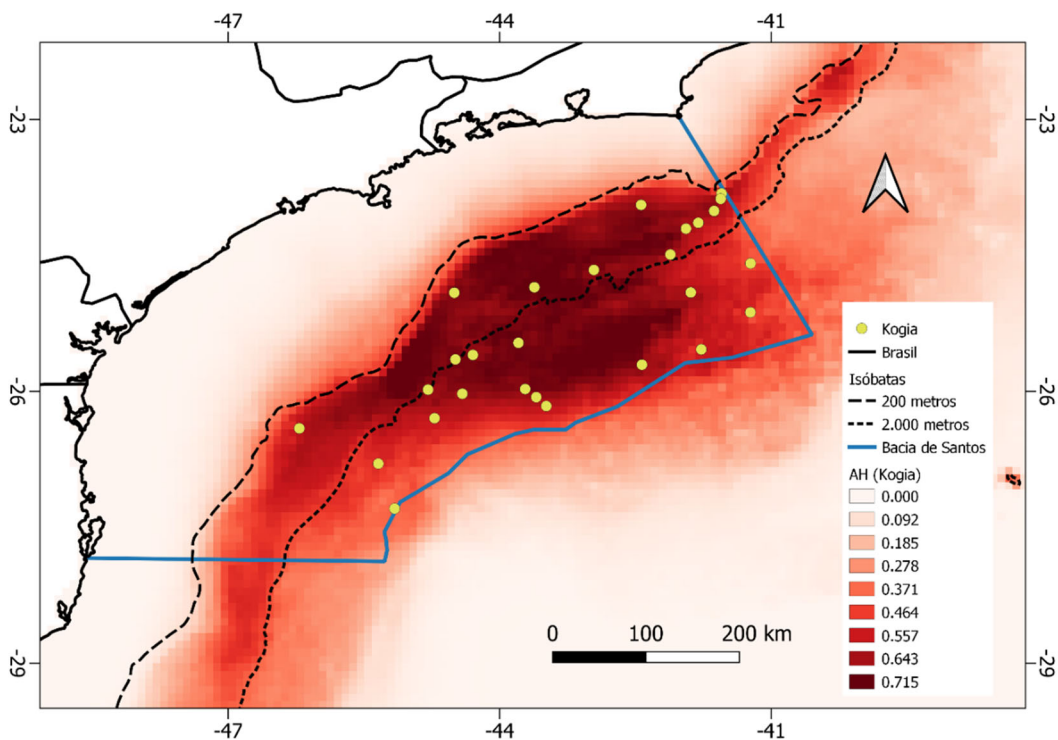 -47 -44 -41
-23 -23
-26 -26
-29 -29
Kogia
Brasil
Isóbatas
200 metros
2.000 metros
Bacia de Santos
AH (Kogia)
0.000
0.092
0.185
0.278
0.371
0.464
0.557
0.643
0.715
0 100 200 km
-47 -44 -41